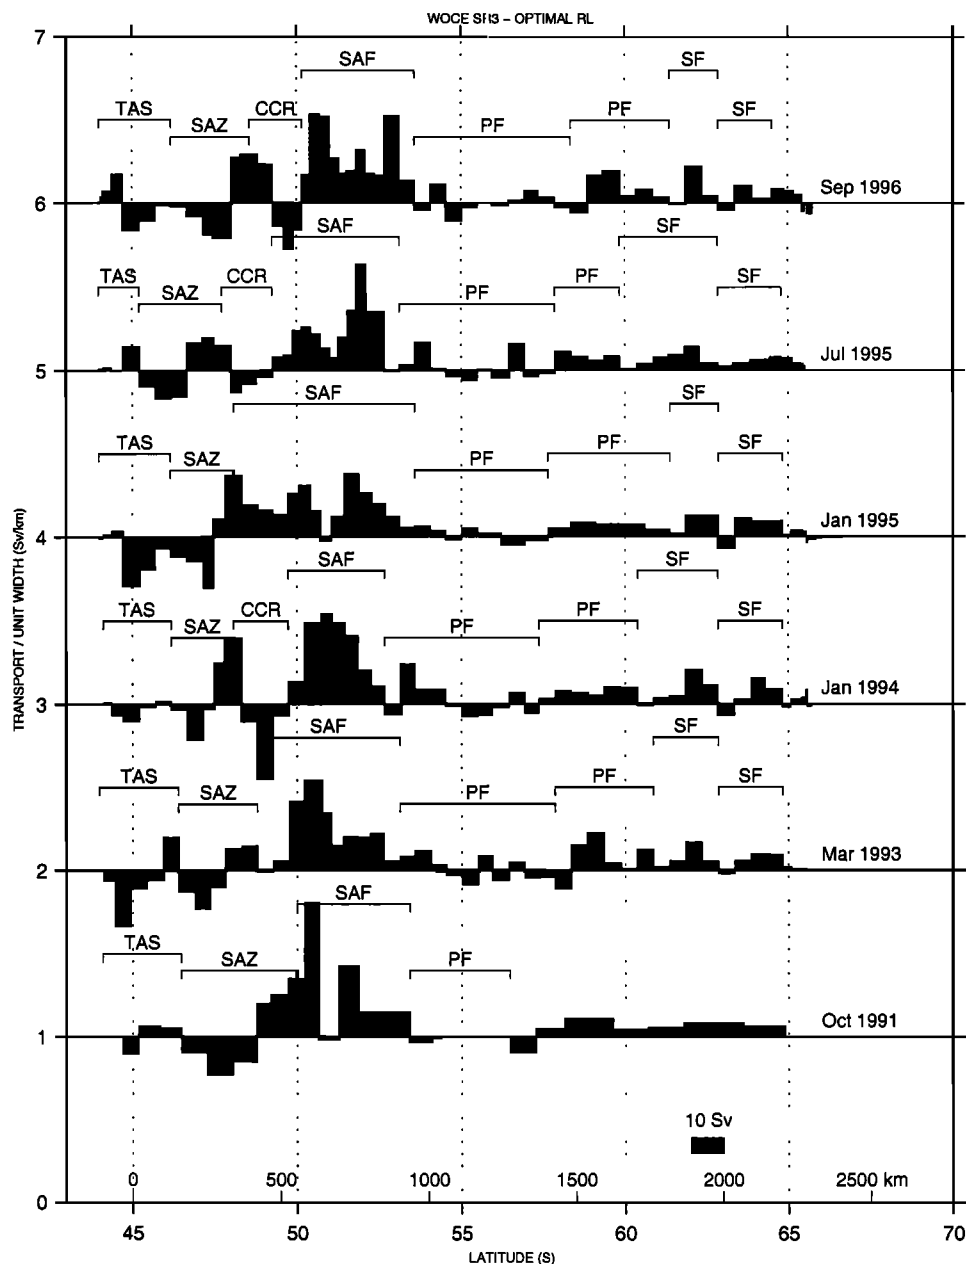 WOCE SR3 – OPTIMAL RL
7
SAF
SF
TAS
CCR
PF
SF
SAZ
PF
Sep 1996
6
SAF
SF
TAS
CCR
PF
SF
SAZ
PF
Jul 1995
5
SAF
SF
TAS
PF
SF
SAZ
PF
Jan 1995
4
SAF
SF
TAS
CCR
PF
SF
SAZ
PF
Jan 1994
3
SAF
SF
TAS
PF
SF
SAZ
PF
Mar 1993
2
SAF
TAS
SAZ
PF
Oct 1991
1
10 Sv
0 500 1000 1500 2000 2500 km
0
45 50 55 60 65 70
LATITUDE (S)
TRANSPORT / UNIT WIDTH (Sv/km)